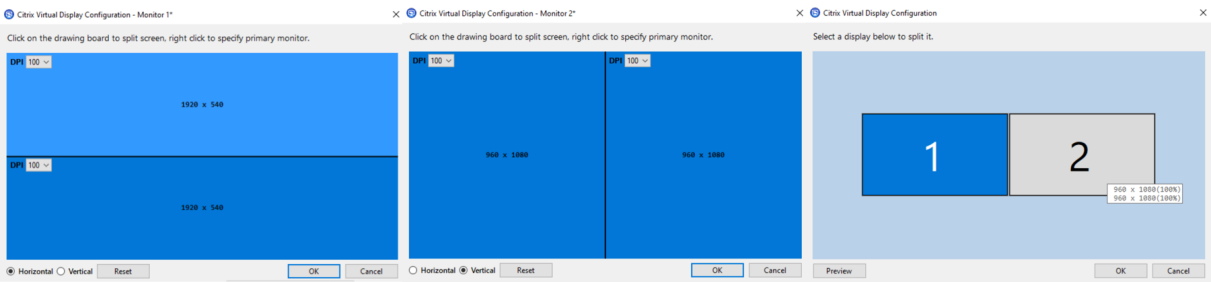 Citrix Virtual Display Configuration - Monitor 1*
Click on the drawing board to split screen, right click to specify primary monitor.
DPI 100
1920 x 540
DPI 100
1920 x 540
Horizontal Vertical Reset OK Cancel
Citrix Virtual Display Configuration - Monitor 2*
Click on the drawing board to split screen, right click to specify primary monitor.
DPI 100 DPI 100
960 x 1080 960 x 1080
Horizontal Vertical Reset OK Cancel
Citrix Virtual Display Configuration
Select a display below to split it.
1 2
960 x 1080(100%)
960 x 1080(100%)
Preview OK Cancel